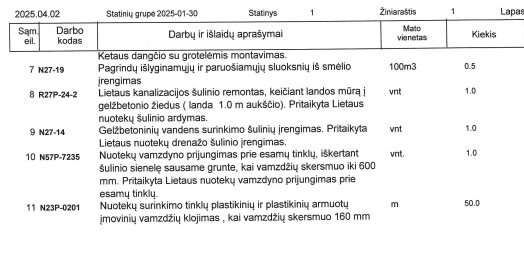 2025.04.02 Statinių grupė 2025-01-30 Statinys 1 Žiniaraštis 1 Lapas
Sąm. eil. Darbo kodas Darbų ir išlaidų aprašymai Mato vienetas Kiekis
Ketaus dangčio su grotelėmis montavimas.
7 N27-19 Pagrindų išlyginamųjų ir paruošiamųjų sluoksnių iš smėlio 100m3 0.5
įrengimas
8 R27P-24-2 Lietaus kanalizacijos šulinio remontas, keičiant landos mūrą į vnt 1.0
gelžbetonio žiedus ( landa 1.0 m aukščio). Pritaikyta Lietaus
nuotekų šulinio ardymas.
9 N27-14 Gelžbetoninių vandens surinkimo šulinių įrengimas. Pritaikyta vnt 1.0
Lietaus nuotekų drenažo šulinio įrengimas.
10 N57P-7235 Nuotekų vamzdyno prijungimas prie esamų tinklų, iškertant vnt. 1.0
šulinio sienelę sausame grunte, kai vamzdžių skersmuo iki 600
mm. Pritaikyta Lietaus nuotekų vamzdyno prijungimas prie
esamų tinklų.
11 N23P-0201 Nuotekų surinkimo tinklų plastikinių ir plastikinių armuotų m 50.0
įmovinių vamzdžių klojimas , kai vamzdžių skersmuo 160 mm